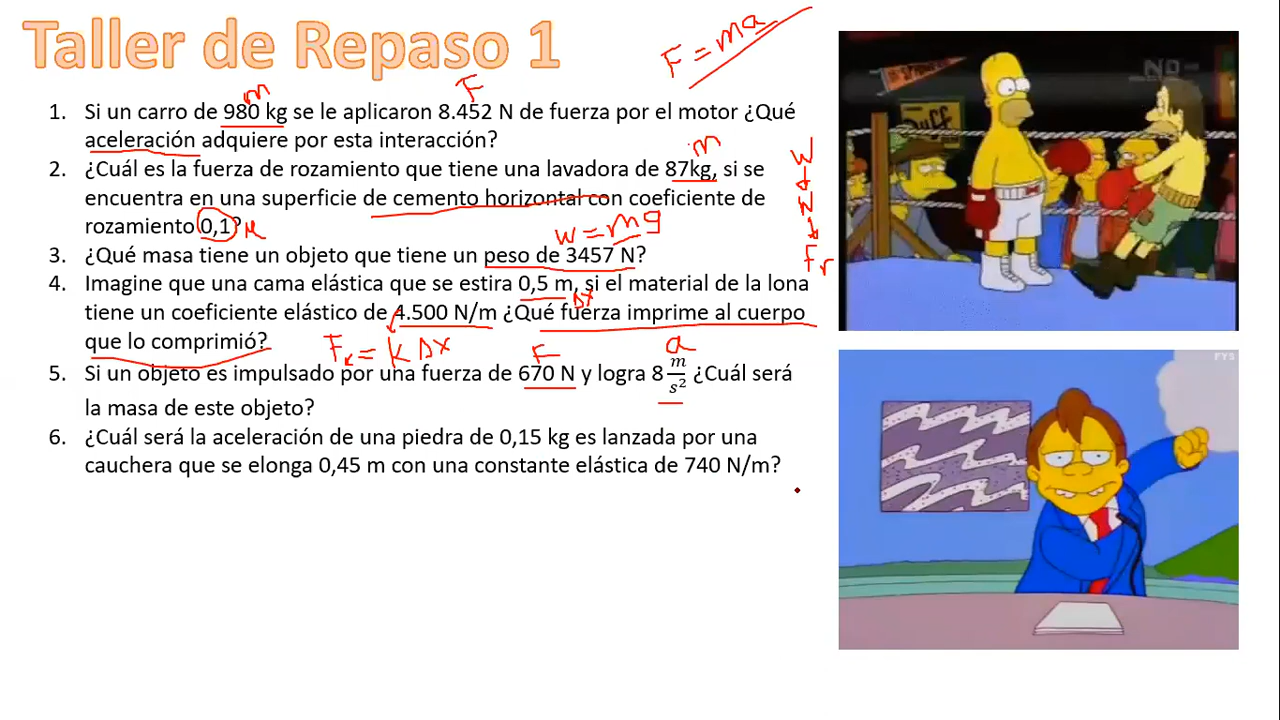 Taller de Repaso 1
F = ma
m
F
1. Si un carro de 980 kg se le aplicaron 8.452 N de fuerza por el motor ¿Qué
aceleración adquiere por esta interacción?
m
2. ¿Cuál es la fuerza de rozamiento que tiene una lavadora de 87kg, si se
encuentra en una superficie de cemento horizontal con coeficiente de
rozamiento 0,1? μ
W
N
Fr
w = mg
3. ¿Qué masa tiene un objeto que tiene un peso de 3457 N?
4. Imagine que una cama elástica que se estira 0,5 m, si el material de la lona
Δx
tiene un coeficiente elástico de 4.500 N/m ¿Qué fuerza imprime al cuerpo
que lo comprimió?
Fk = k Δx
F
a
5. Si un objeto es impulsado por una fuerza de 670 N y logra 8 m/s² ¿Cuál será
la masa de este objeto?
6. ¿Cuál será la aceleración de una piedra de 0,15 kg es lanzada por una
cauchera que se elonga 0,45 m con una constante elástica de 740 N/m?
Duff
NO-
FYS